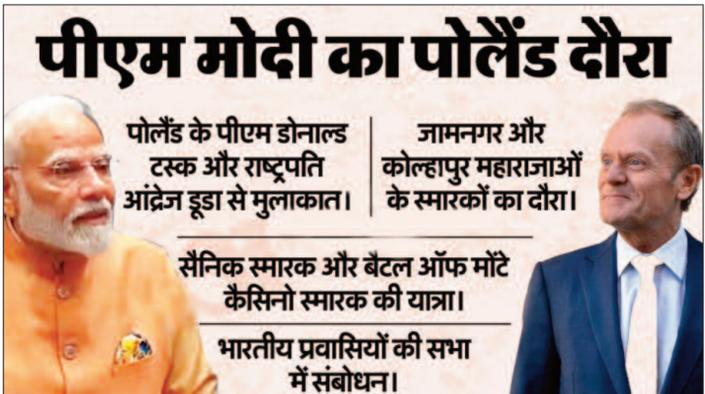 पीएम मोदी का पोलैंड दौरा
पोलैंड के पीएम डोनाल्ड
टस्क और राष्ट्रपति
आंद्रेज डूडा से मुलाकात।
जामनगर और
कोल्हापुर महाराजाओं
के स्मारकों का दौरा।
सैनिक स्मारक और बैटल ऑफ मोंटे
कैसिनो स्मारक की यात्रा।
भारतीय प्रवासियों की सभा
में संबोधन।